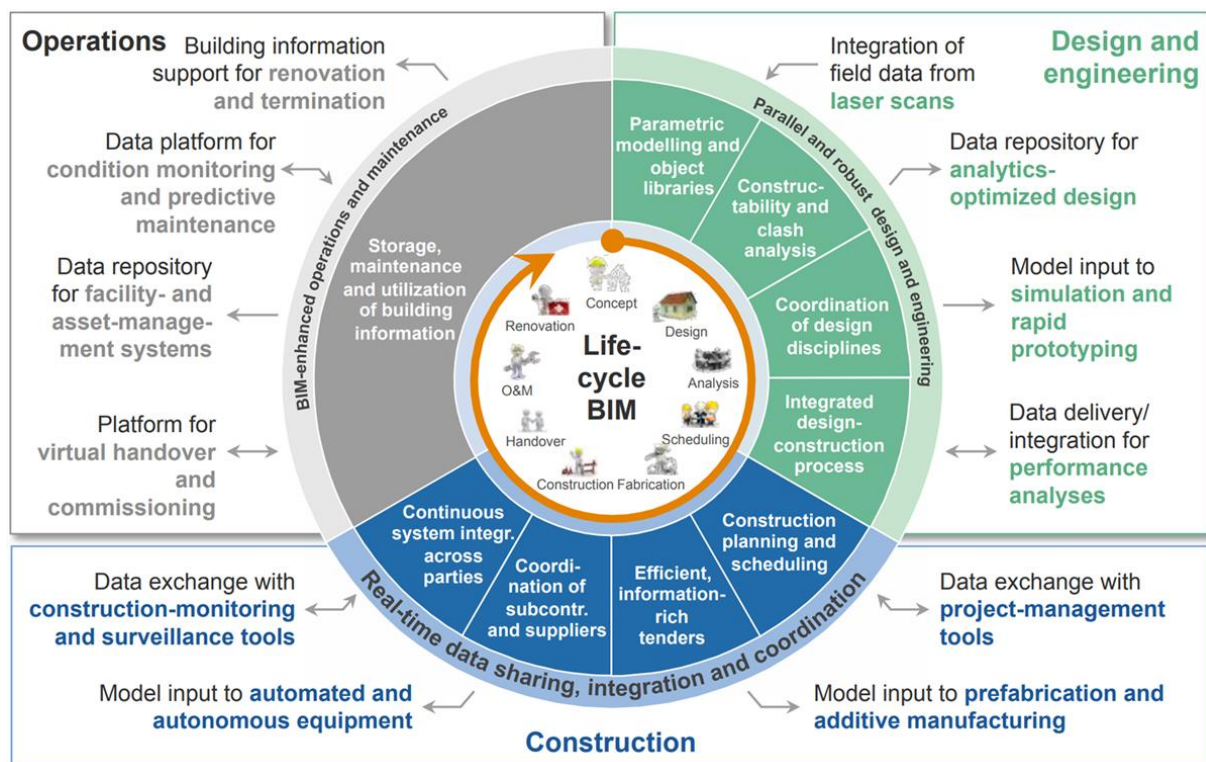 Operations
Building information
support for renovation
and termination
Data platform for
condition monitoring
and predictive
maintenance
Data repository
for facility- and
asset-manage-
ment systems
Platform for
virtual handover
and
commissioning
BIM-enhanced operations and maintenance
Storage,
maintenance
and utilization
of building
information
Design and
engineering
Integration of
field data from
laser scans
Data repository for
analytics-
optimized design
Model input to
simulation and
rapid
prototyping
Data delivery/
integration for
performance
analyses
Parallel and robust design and engineering
Parametric
modelling and
object
libraries
Construc-
tability and
clash
analysis
Coordination
of design
disciplines
Integrated
design-
construction
process
Life-
cycle
BIM
Concept
Design
Analysis
Scheduling
Fabrication
Construction
Handover
O&M
Renovation
Construction
planning and
scheduling
Efficient,
information-
rich
tenders
Coordi-
nation of
subcontr.
and suppliers
Continuous
system integr.
across
parties
Real-time data sharing, integration and coordination
Data exchange with
construction-monitoring
and surveillance tools
Model input to automated and
autonomous equipment
Data exchange with
project-management
tools
Model input to prefabrication and
additive manufacturing
Construction